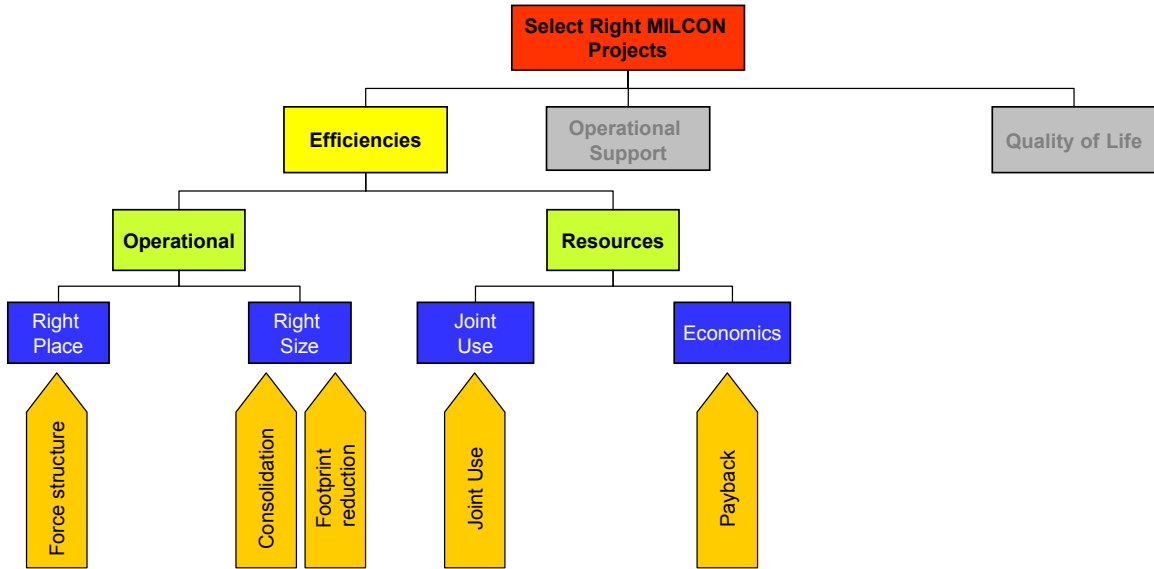 Select Right MILCON
Projects
Efficiencies
Operational
Support
Quality of Life
Operational
Resources
Right
Place
Right
Size
Joint
Use
Economics
Force structure
Consolidation
Footprint
reduction
Joint Use
Payback